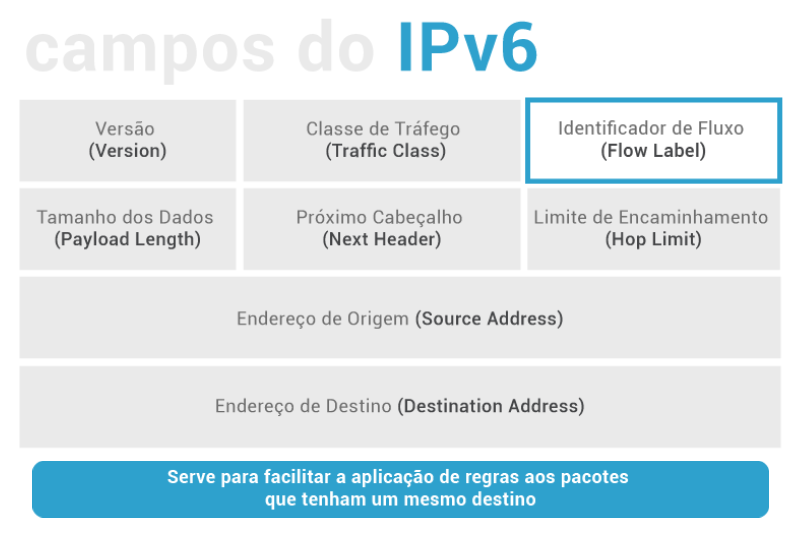 campos do IPv6
Versão
(Version)
Classe de Tráfego
(Traffic Class)
Identificador de Fluxo
(Flow Label)
Tamanho dos Dados
(Payload Length)
Próximo Cabeçalho
(Next Header)
Limite de Encaminhamento
(Hop Limit)
Endereço de Origem (Source Address)
Endereço de Destino (Destination Address)
Serve para facilitar a aplicação de regras aos pacotes
que tenham um mesmo destino